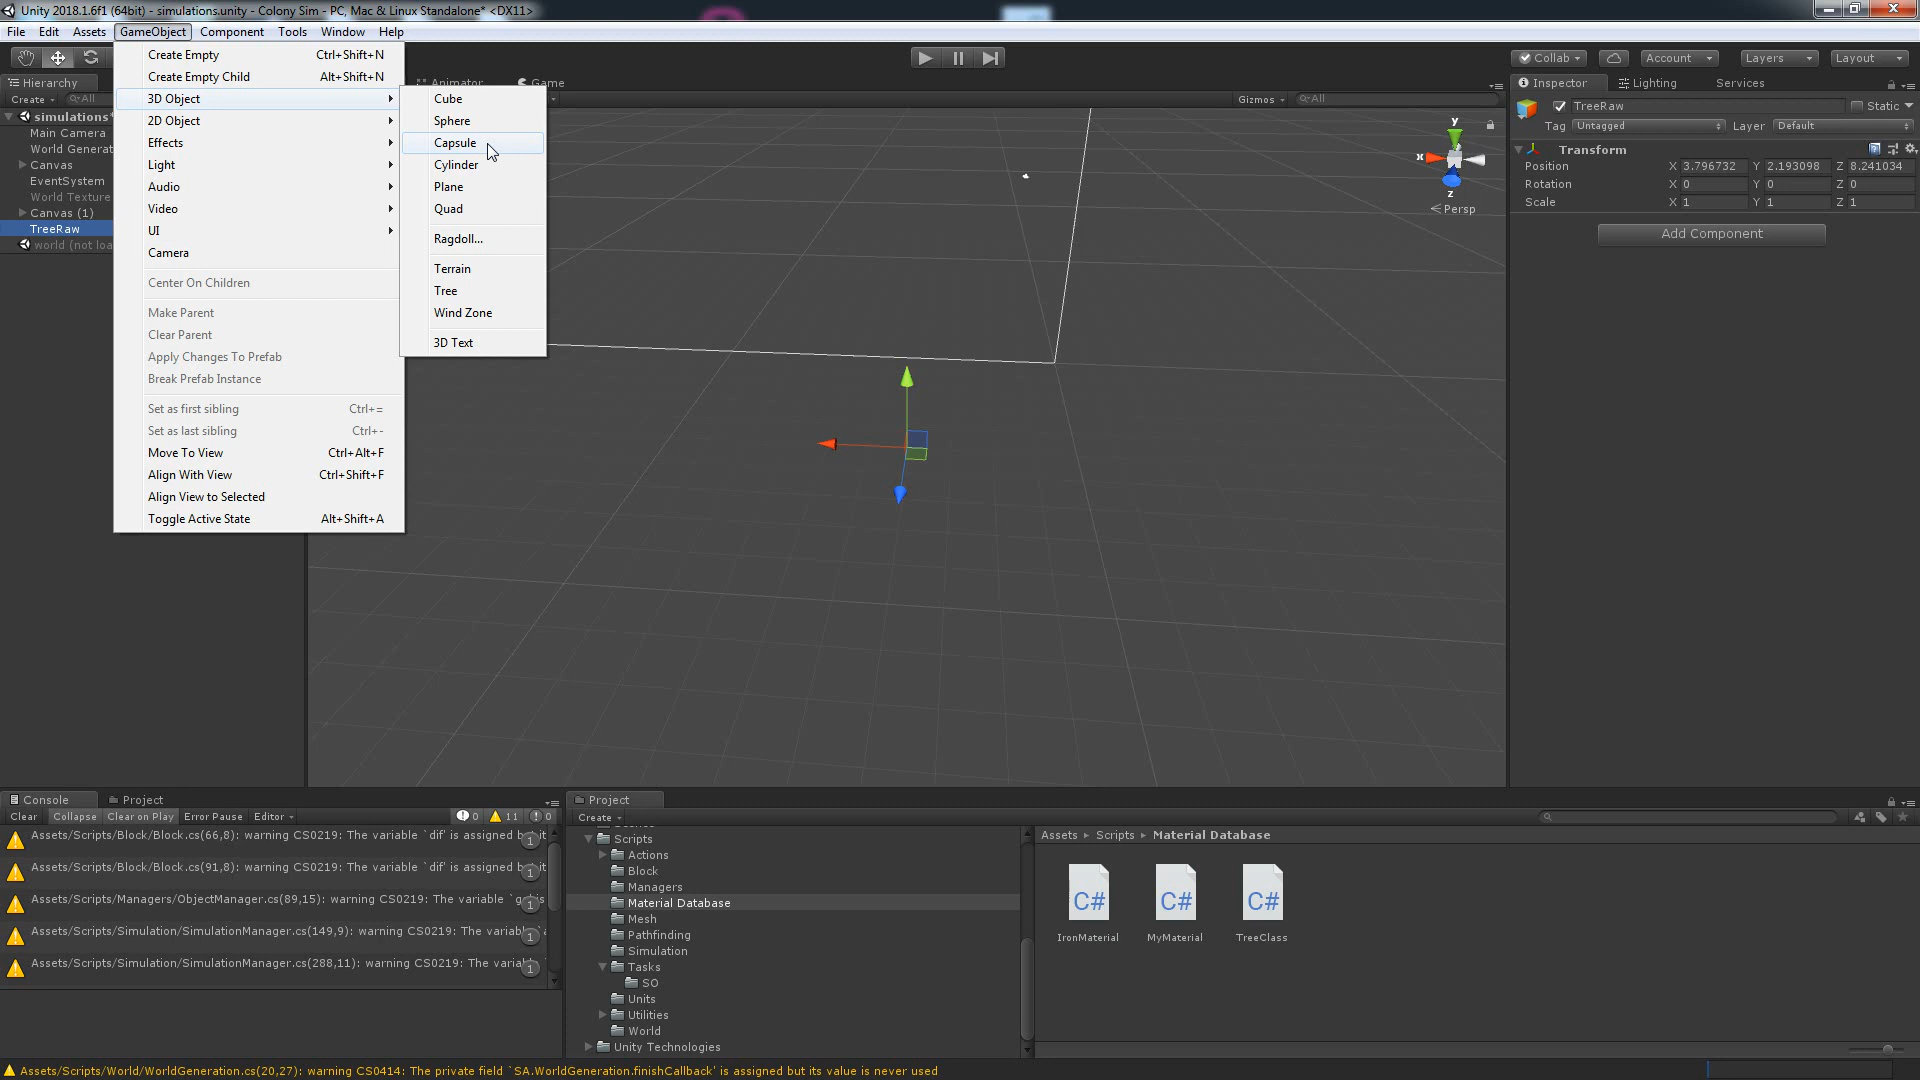 Unity 2018.1.6f1 (64bit) - simulations.unity - Colony Sim - PC, Mac & Linux Standalone* <DX11>
File Edit Assets GameObject Component Tools Window Help
Create Empty Ctrl+Shift+N
Create Empty Child Alt+Shift+N
3D Object
2D Object
Effects
Light
Audio
Video
UI
Camera
Center On Children
Make Parent
Clear Parent
Apply Changes To Prefab
Break Prefab Instance
Set as first sibling Ctrl+=
Set as last sibling Ctrl+-
Move To View Ctrl+Alt+F
Align With View Ctrl+Shift+F
Align View to Selected
Toggle Active State Alt+Shift+A
Cube
Sphere
Capsule
Cylinder
Plane
Quad
Ragdoll...
Terrain
Tree
Wind Zone
3D Text
Collab Account Layers Layout
Hierarchy
Create All
simulations*
Main Camera
World Generat
Canvas
EventSystem
World Texture
Canvas (1)
TreeRaw
world (not loa
Animator Game
Gizmos All
y
x
z
Persp
Inspector Lighting Services
TreeRaw Static
Tag Untagged Layer Default
Transform
Position X 3.796732 Y 2.193098 Z 8.241034
Rotation X 0 Y 0 Z 0
Scale X 1 Y 1 Z 1
Add Component
Console Project
Clear Collapse Clear on Play Error Pause Editor 0 11 0
Assets/Scripts/Block/Block.cs(66,8): warning CS0219: The variable `dif' is assigned but it 1
Assets/Scripts/Block/Block.cs(91,8): warning CS0219: The variable `dif' is assigned but it 1
Assets/Scripts/Managers/ObjectManager.cs(89,15): warning CS0219: The variable 1
Assets/Scripts/Simulation/SimulationManager.cs(149,9): warning CS0219: The variab 1
Assets/Scripts/Simulation/SimulationManager.cs(288,11): warning CS0219: The varia 1
Project
Create
Scripts
Actions
Block
Managers
Material Database
Mesh
Pathfinding
Simulation
Tasks
SO
Units
Utilities
World
Unity Technologies
Assets Scripts Material Database
C# C# C#
IronMaterial MyMaterial TreeClass
Assets/Scripts/World/WorldGeneration.cs(20,27): warning CS0414: The private field `SA.WorldGeneration.finishCallback' is assigned but its value is never used